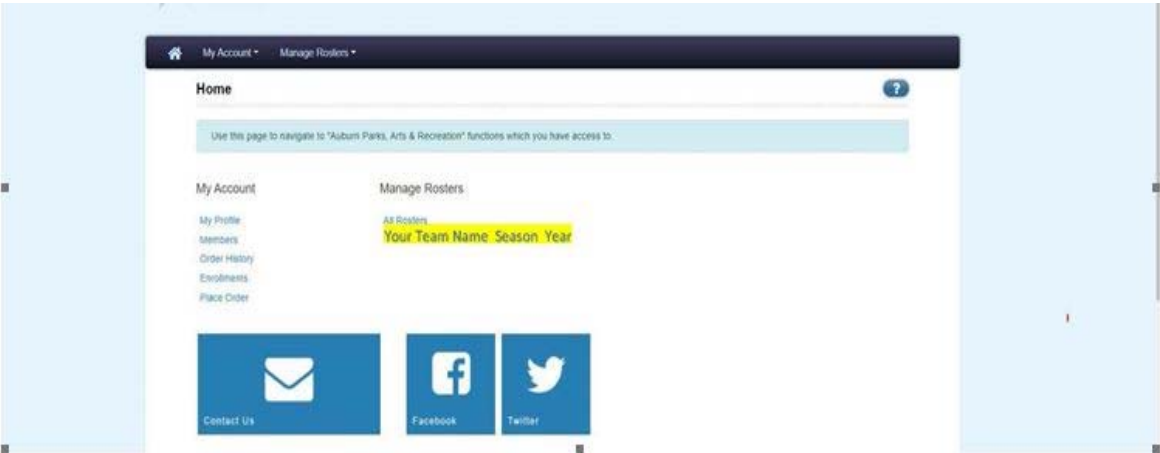 My Account Manage Rosters
Home
?
Use this page to navigate to "Auburn Parks, Arts & Recreation" functions which you have access to.
My Account
Manage Rosters
My Profile
Members
Order History
Enrollments
Place Order
All Rosters
Your Team Name Season Year
Contact Us
Facebook
Twitter